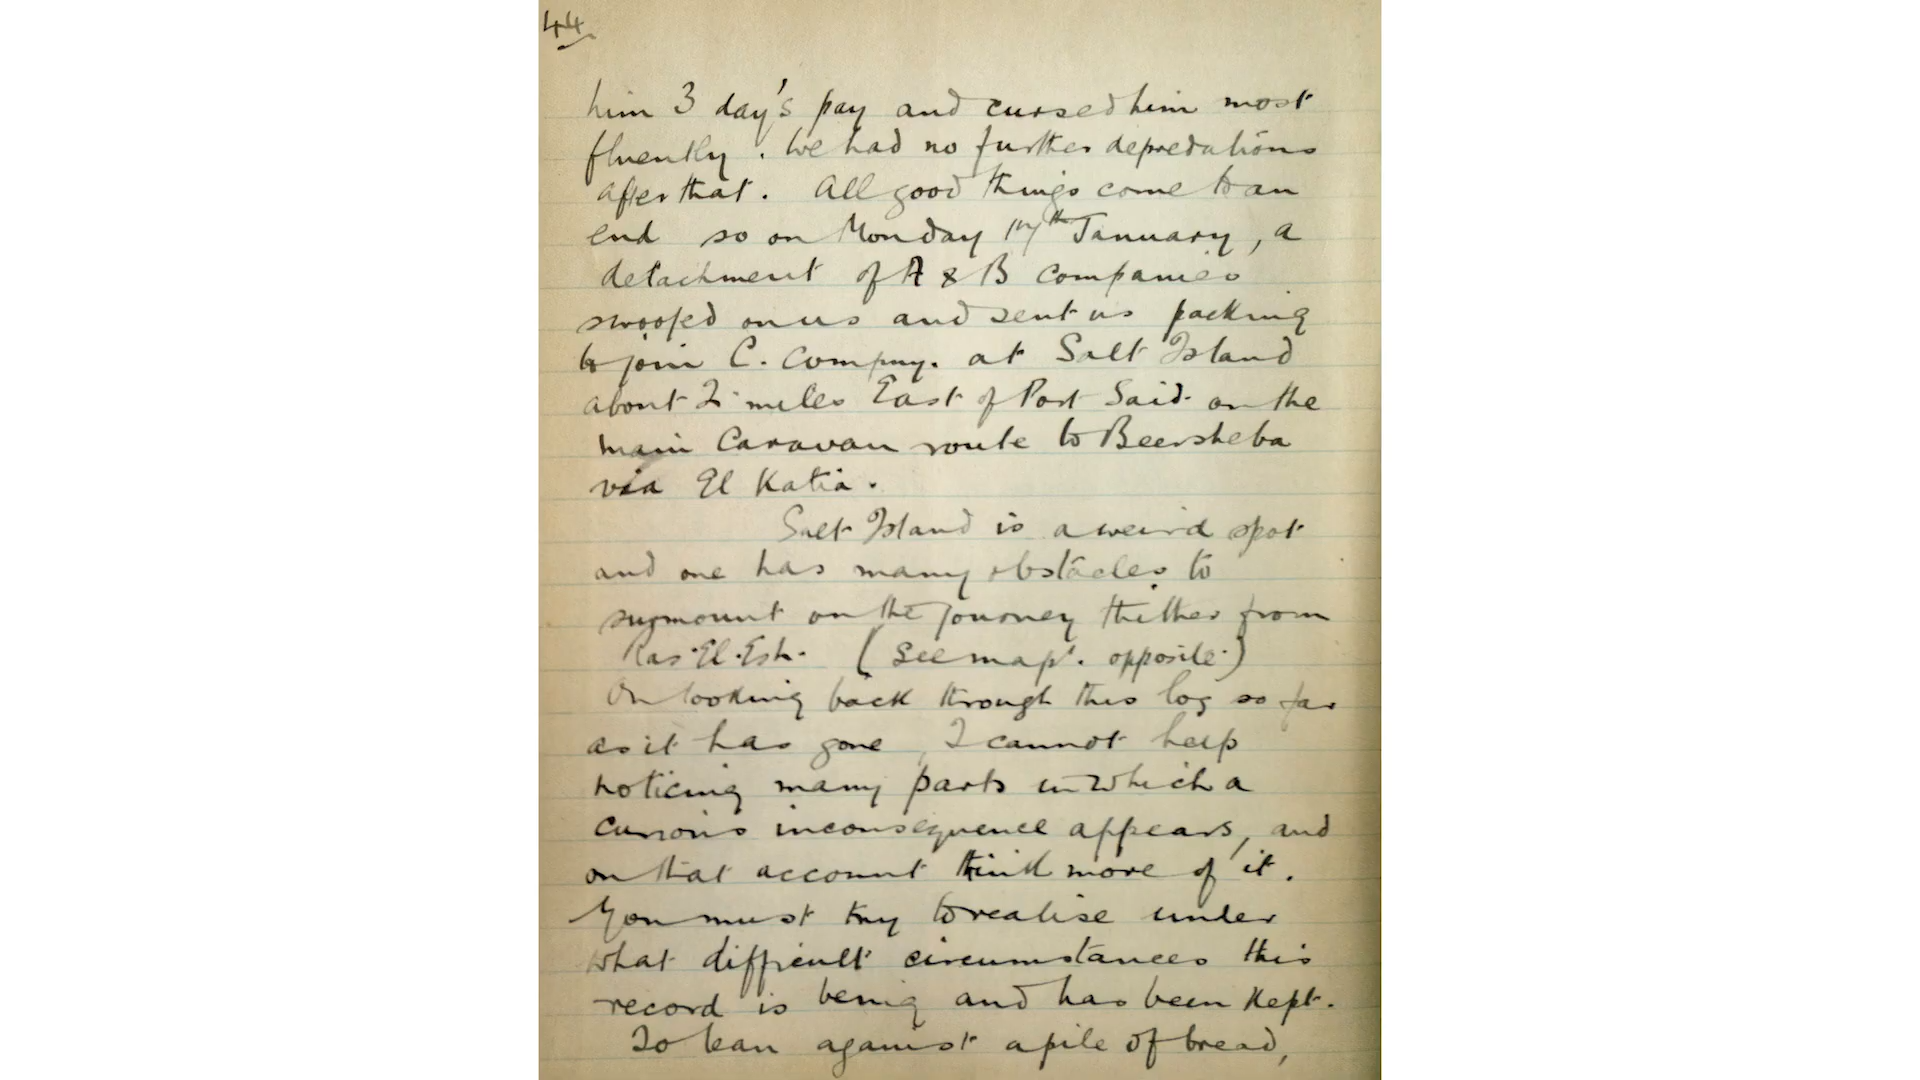 44
him 3 day's pay and cursed him most
fluently. We had no further depredations
after that. All good things come to an
end so on Monday 17th January, a
detachment of A & B Companies
swooped on us and sent us packing
to join C. Company. at Salt Island
about 2 miles East of Port Said on the
main Caravan route to Beersheba
via El Katia.
Salt Island is a weird spot
and one has many obstacles to
surmount on the journey thither from
Ras. El. Esh. (see map. opposite.)
On looking back through this log so far
as it has gone, I cannot help
noticing many parts in which a
curious inconsequence appears, and
on that account think more of it.
You must try to realise under
what difficult circumstances this
record is being and has been kept.
To lean against a pile of bread,